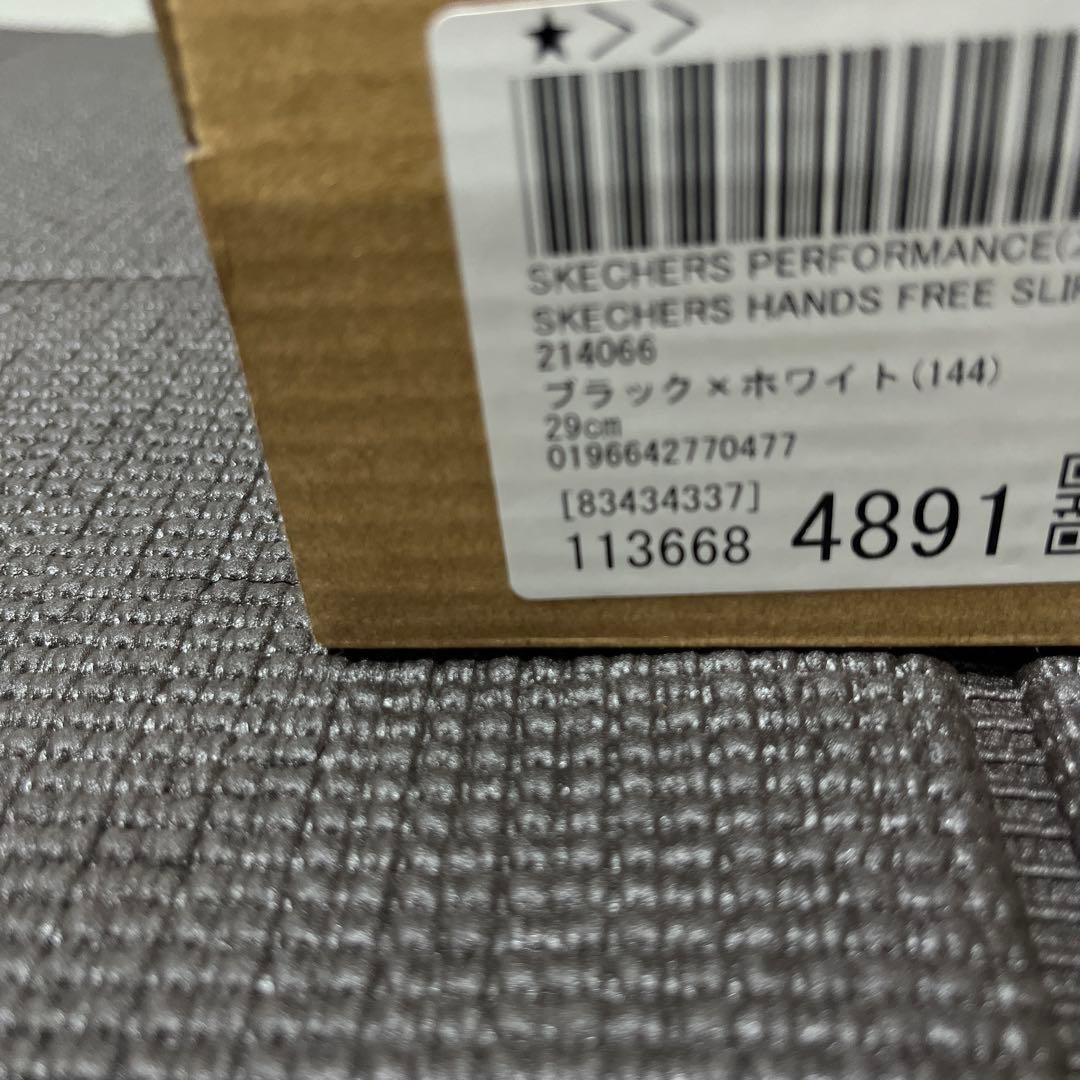 ★>>
SKECHERS PERFORMANCE(
SKECHERS HANDS FREE SLIP
214066
ブラック×ホワイト(144)
29cm
0196642770477
[83434337]
113668 4891